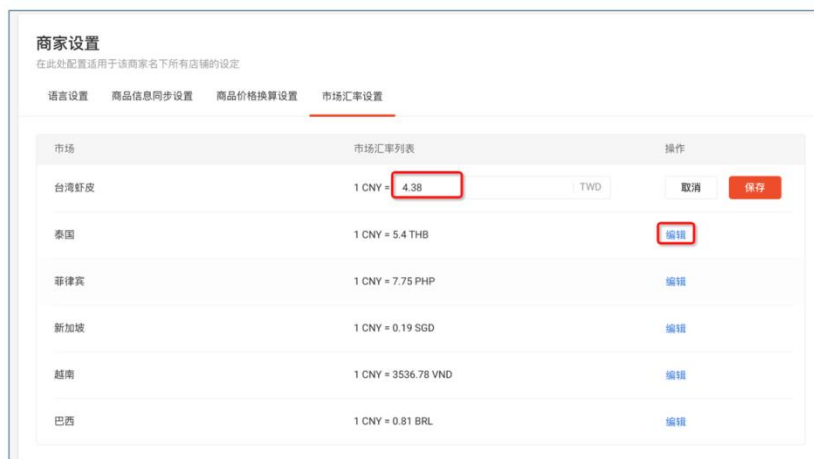 商家设置
在此处配置适用于该商家名下所有店铺的设定
语言设置 商品信息同步设置 商品价格换算设置 市场汇率设置
市场 市场汇率列表 操作
台湾虾皮 1 CNY = 4.38 TWD 取消 保存
泰国 1 CNY = 5.4 THB 编辑
菲律宾 1 CNY = 7.75 PHP 编辑
新加坡 1 CNY = 0.19 SGD 编辑
越南 1 CNY = 3536.78 VND 编辑
巴西 1 CNY = 0.81 BRL 编辑